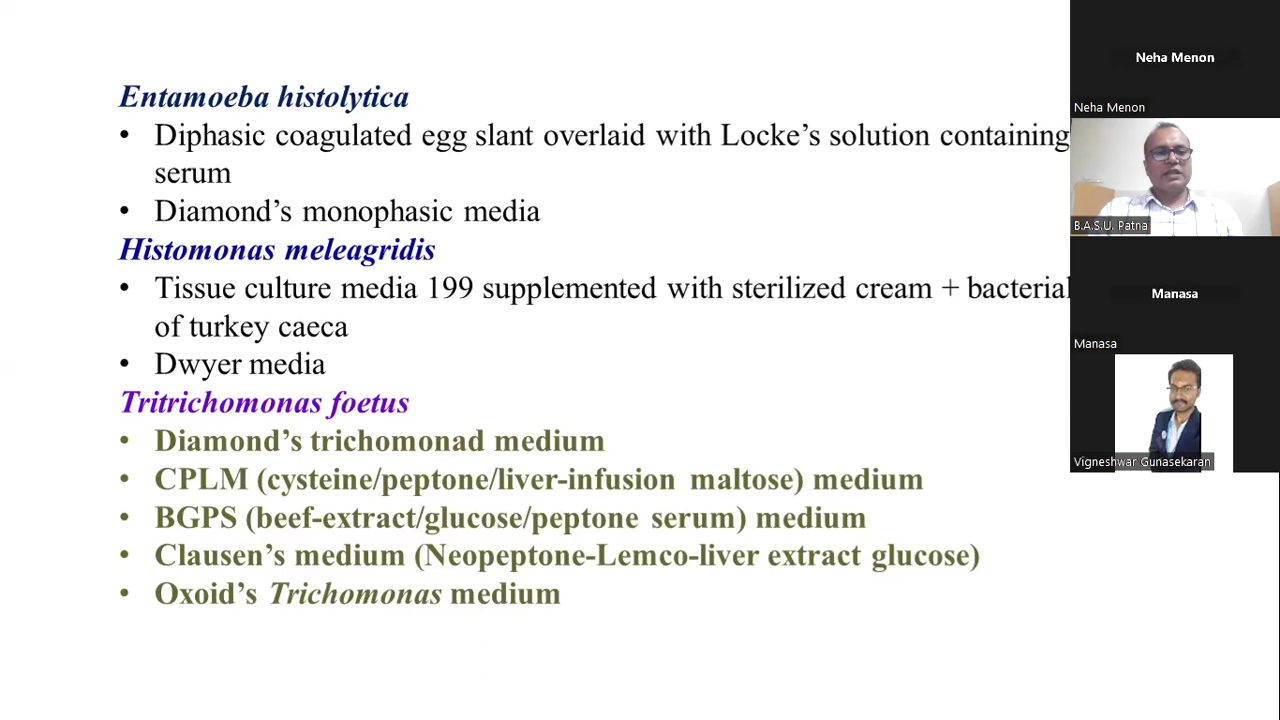 Entamoeba histolytica
• Diphasic coagulated egg slant overlaid with Locke's solution containing
serum
• Diamond's monophasic media
Histomonas meleagridis
• Tissue culture media 199 supplemented with sterilized cream + bacterial
of turkey caeca
• Dwyer media
Tritrichomonas foetus
• Diamond's trichomonad medium
• CPLM (cysteine/peptone/liver-infusion maltose) medium
• BGPS (beef-extract/glucose/peptone serum) medium
• Clausen's medium (Neopeptone-Lemco-liver extract glucose)
• Oxoid's Trichomonas medium
Neha Menon
Neha Menon
B.A.S.U. Patna
Manasa
Manasa
Vigneshwar Gunasekaran